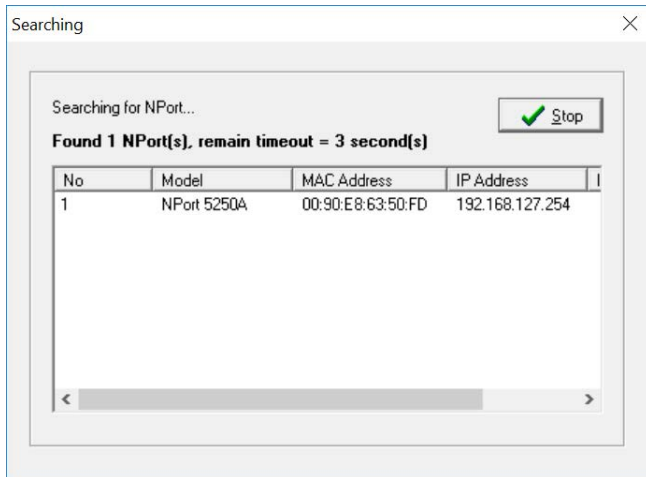 Searching
Searching for NPort...
Stop
Found 1 NPort(s), remain timeout = 3 second(s)
No Model MAC Address IP Address
1 NPort 5250A 00:90:E8:63:50:FD 192.168.127.254